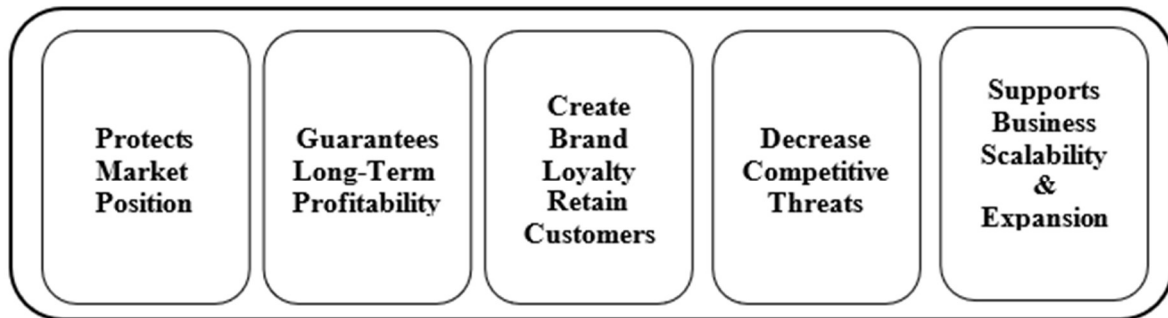 Protects
Market
Position
Guarantees
Long-Term
Profitability
Create
Brand
Loyalty
Retain
Customers
Decrease
Competitive
Threats
Supports
Business
Scalability
&
Expansion